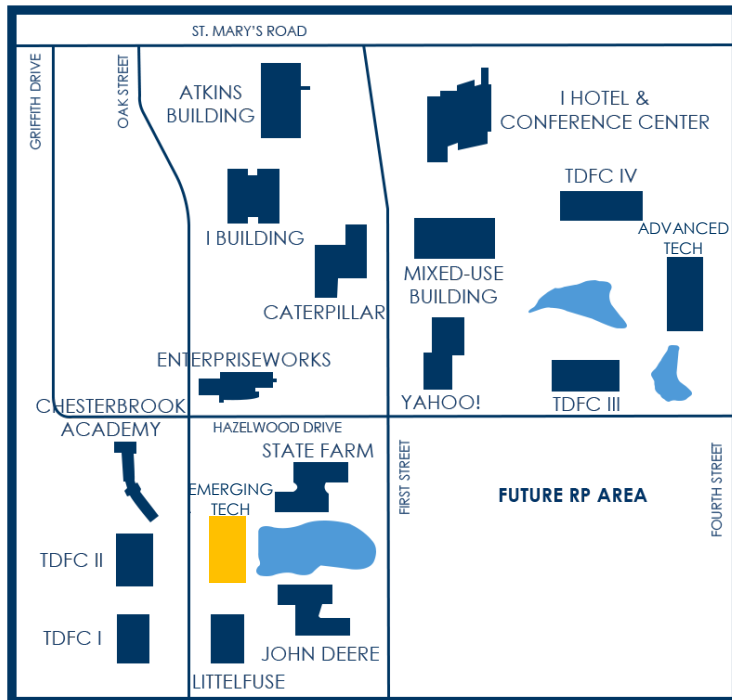 ST. MARY'S ROAD
GRIFFITH DRIVE
OAK STREET
ATKINS
BUILDING
I HOTEL &
CONFERENCE CENTER
TDFC IV
I BUILDING
ADVANCED
TECH
MIXED-USE
BUILDING
CATERPILLAR
ENTERPRISEWORKS
YAHOO!
TDFC III
CHESTERBROOK
ACADEMY
HAZELWOOD DRIVE
STATE FARM
FIRST STREET
FOURTH STREET
EMERGING
TECH
FUTURE RP AREA
TDFC II
TDFC I
JOHN DEERE
LITTELFUSE